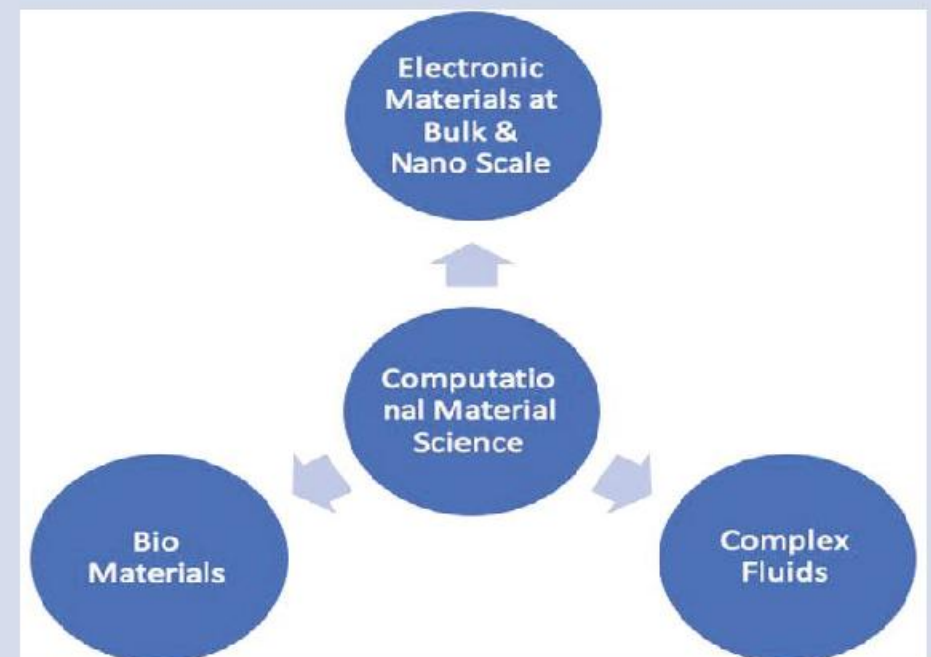 Electronic
Materials at
Bulk &
Nano Scale
Computatio
nal Material
Science
Bio
Materials
Complex
Fluids